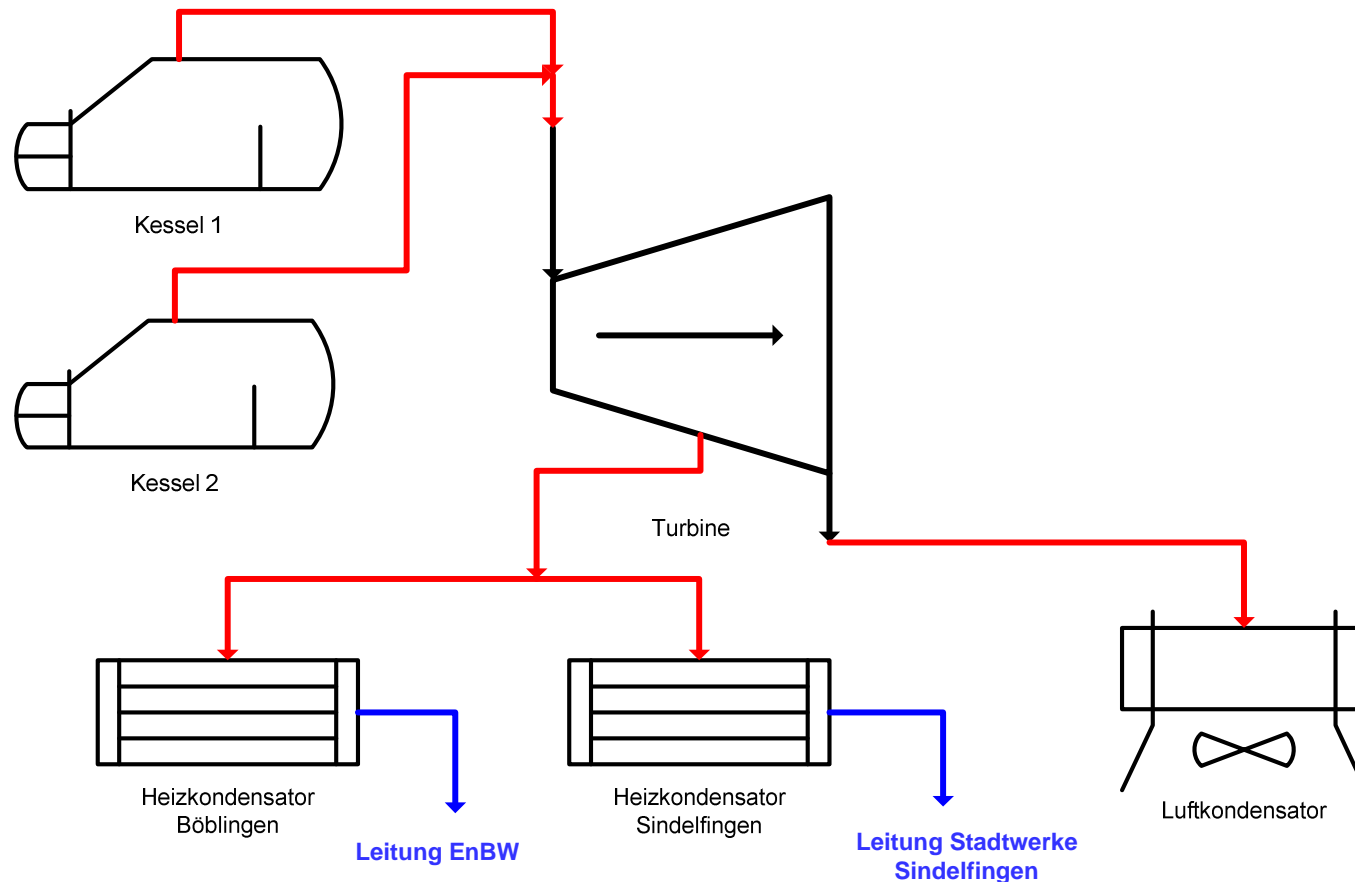 Kessel 1
Kessel 2
Turbine
Heizkondensator
Böblingen
Leitung EnBW
Heizkondensator
Sindelfingen
Leitung Stadtwerke
Sindelfingen
Luftkondensator